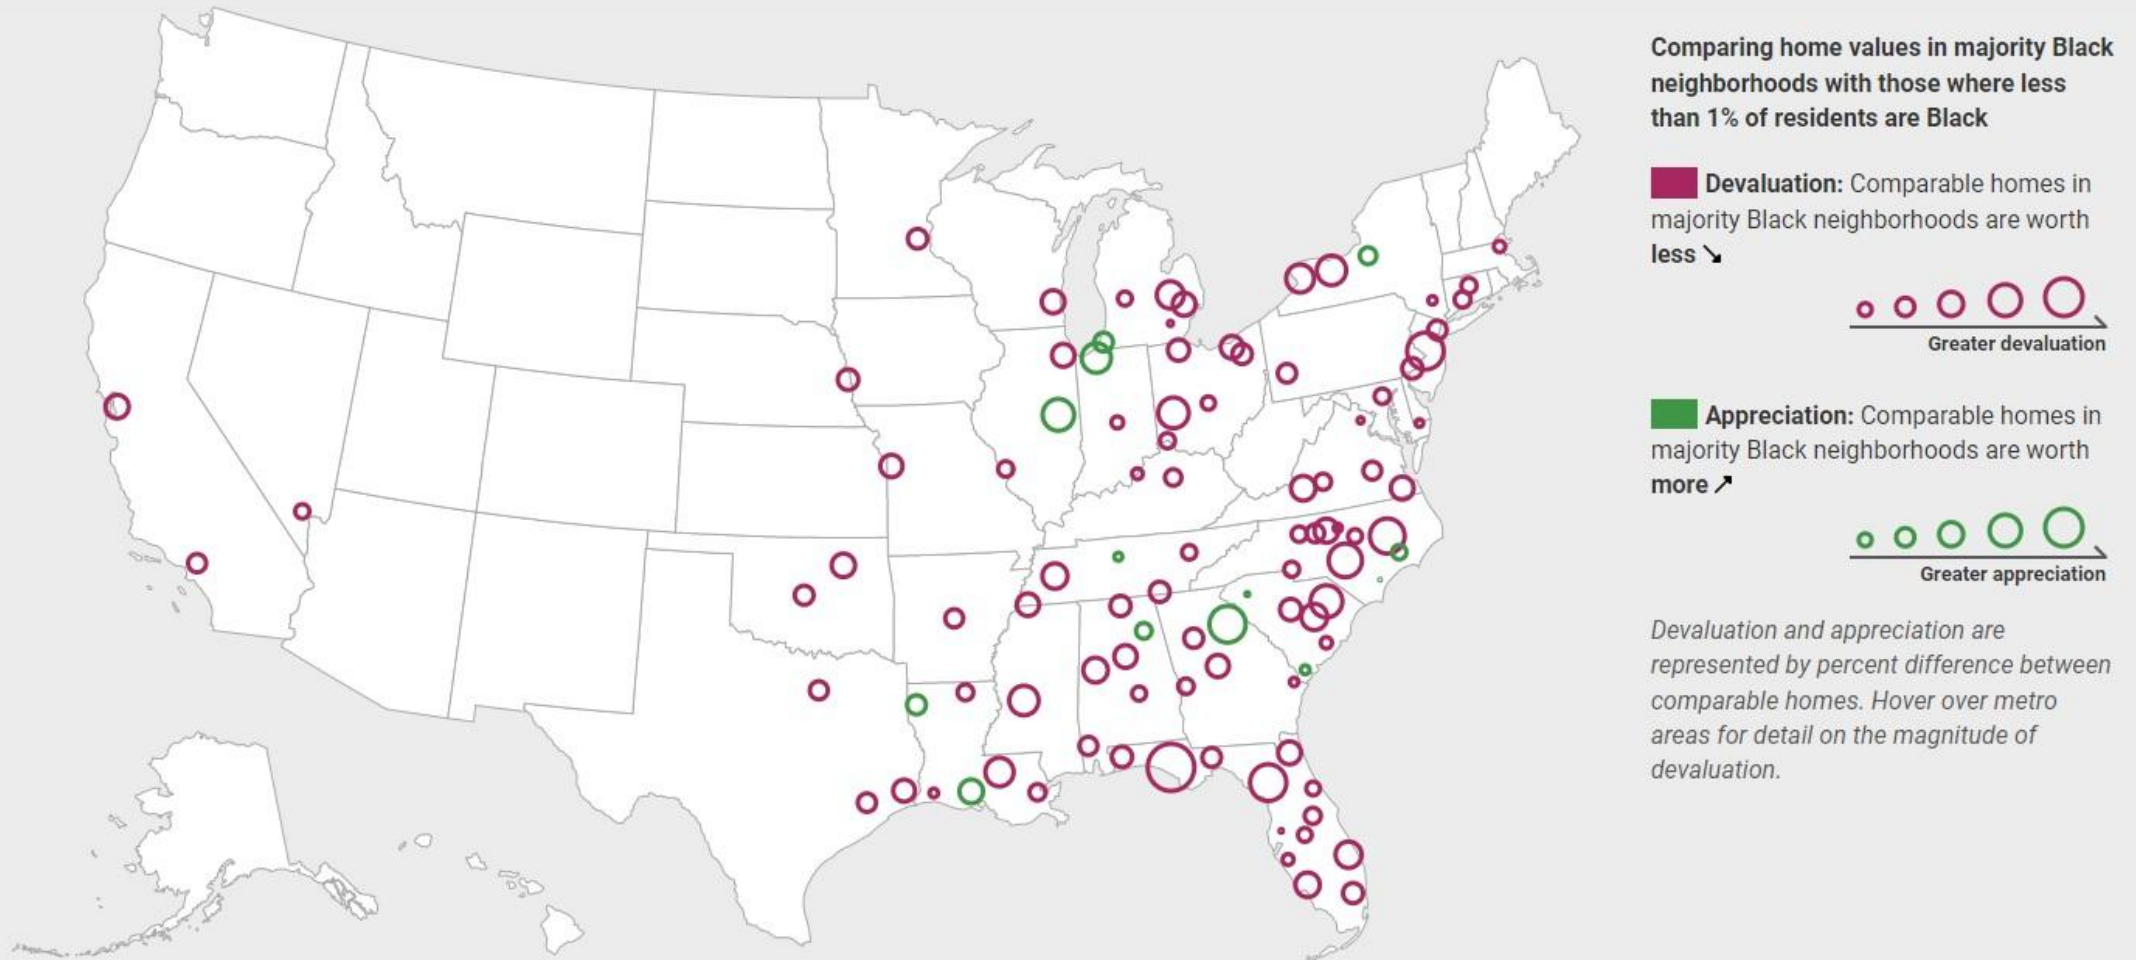 Comparing home values in majority Black
neighborhoods with those where less
than 1% of residents are Black
Devaluation: Comparable homes in
majority Black neighborhoods are worth
less ↘
Greater devaluation
Appreciation: Comparable homes in
majority Black neighborhoods are worth
more ↗
Greater appreciation
Devaluation and appreciation are
represented by percent difference between
comparable homes. Hover over metro
areas for detail on the magnitude of
devaluation.